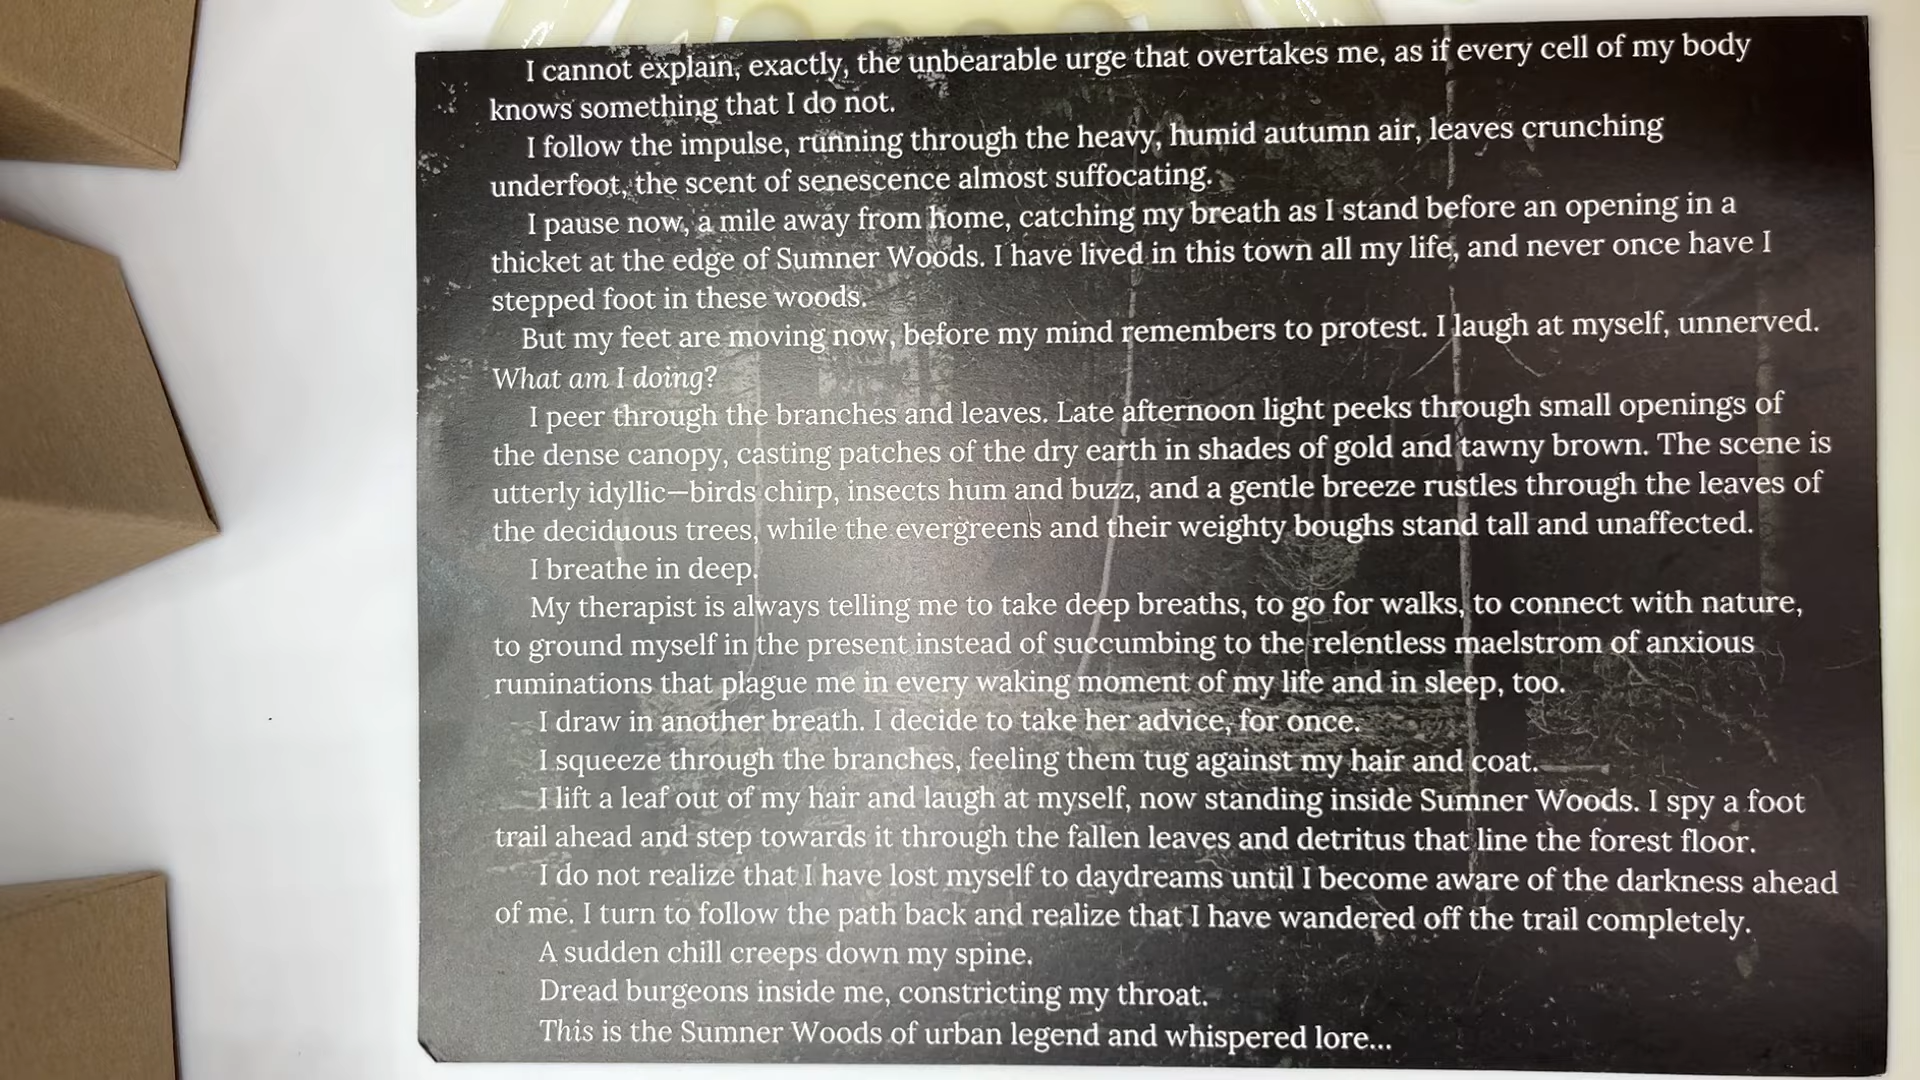 I cannot explain, exactly, the unbearable urge that overtakes me, as if every cell of my body
knows something that I do not.
I follow the impulse, running through the heavy, humid autumn air, leaves crunching
underfoot, the scent of senescence almost suffocating.
I pause now, a mile away from home, catching my breath as I stand before an opening in a
thicket at the edge of Sumner Woods. I have lived in this town all my life, and never once have I
stepped foot in these woods.
But my feet are moving now, before my mind remembers to protest. I laugh at myself, unnerved.
What am I doing?
I peer through the branches and leaves. Late afternoon light peeks through small openings of
the dense canopy, casting patches of the dry earth in shades of gold and tawny brown. The scene is
utterly idyllic—birds chirp, insects hum and buzz, and a gentle breeze rustles through the leaves of
the deciduous trees, while the evergreens and their weighty boughs stand tall and unaffected.
I breathe in deep.
My therapist is always telling me to take deep breaths, to go for walks, to connect with nature,
to ground myself in the present instead of succumbing to the relentless maelstrom of anxious
ruminations that plague me in every waking moment of my life and in sleep, too.
I draw in another breath. I decide to take her advice, for once.
I squeeze through the branches, feeling them tug against my hair and coat.
I lift a leaf out of my hair and laugh at myself, now standing inside Sumner Woods. I spy a foot
trail ahead and step towards it through the fallen leaves and detritus that line the forest floor.
I do not realize that I have lost myself to daydreams until I become aware of the darkness ahead
of me. I turn to follow the path back and realize that I have wandered off the trail completely.
A sudden chill creeps down my spine.
Dread burgeons inside me, constricting my throat.
This is the Sumner Woods of urban legend and whispered lore...